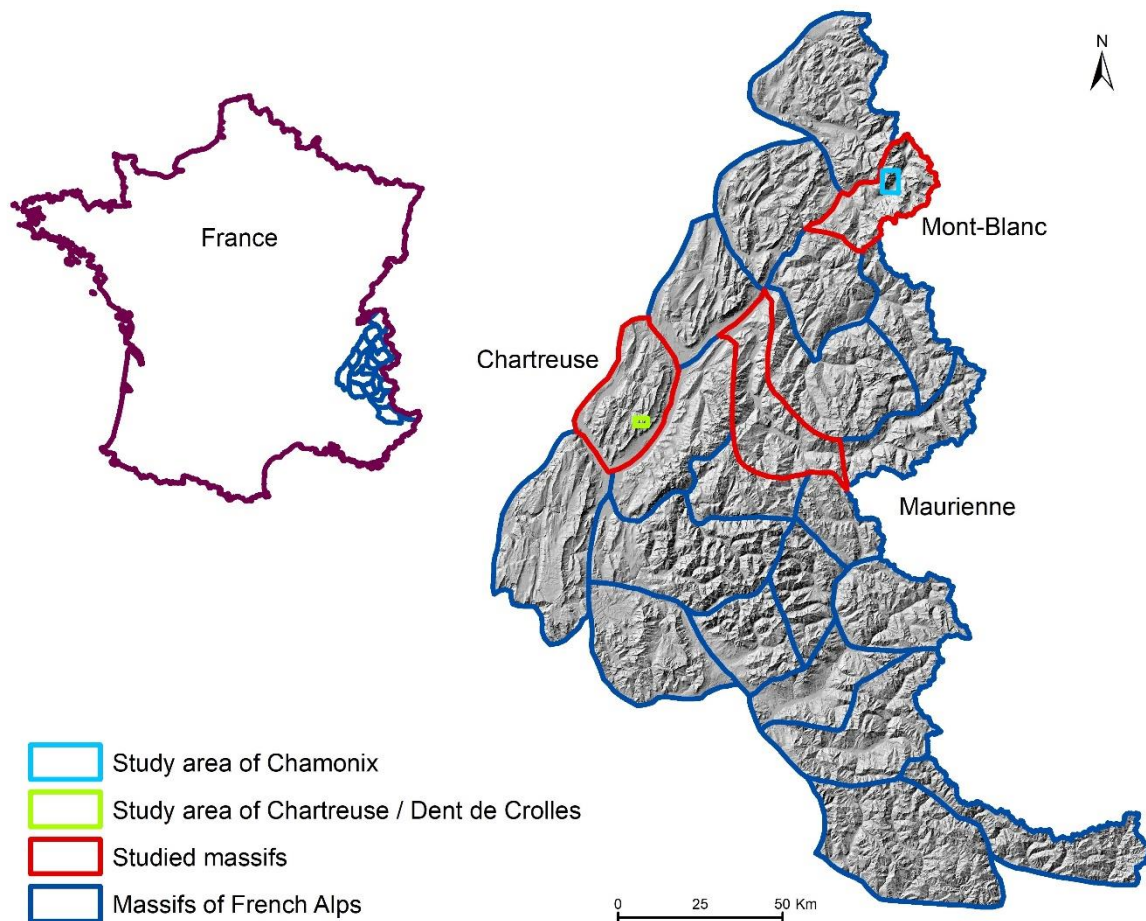 N
France
Mont-Blanc
Chartreuse
Maurienne
Study area of Chamonix
Study area of Chartreuse / Dent de Crolles
Studied massifs
Massifs of French Alps
0 25 50 Km